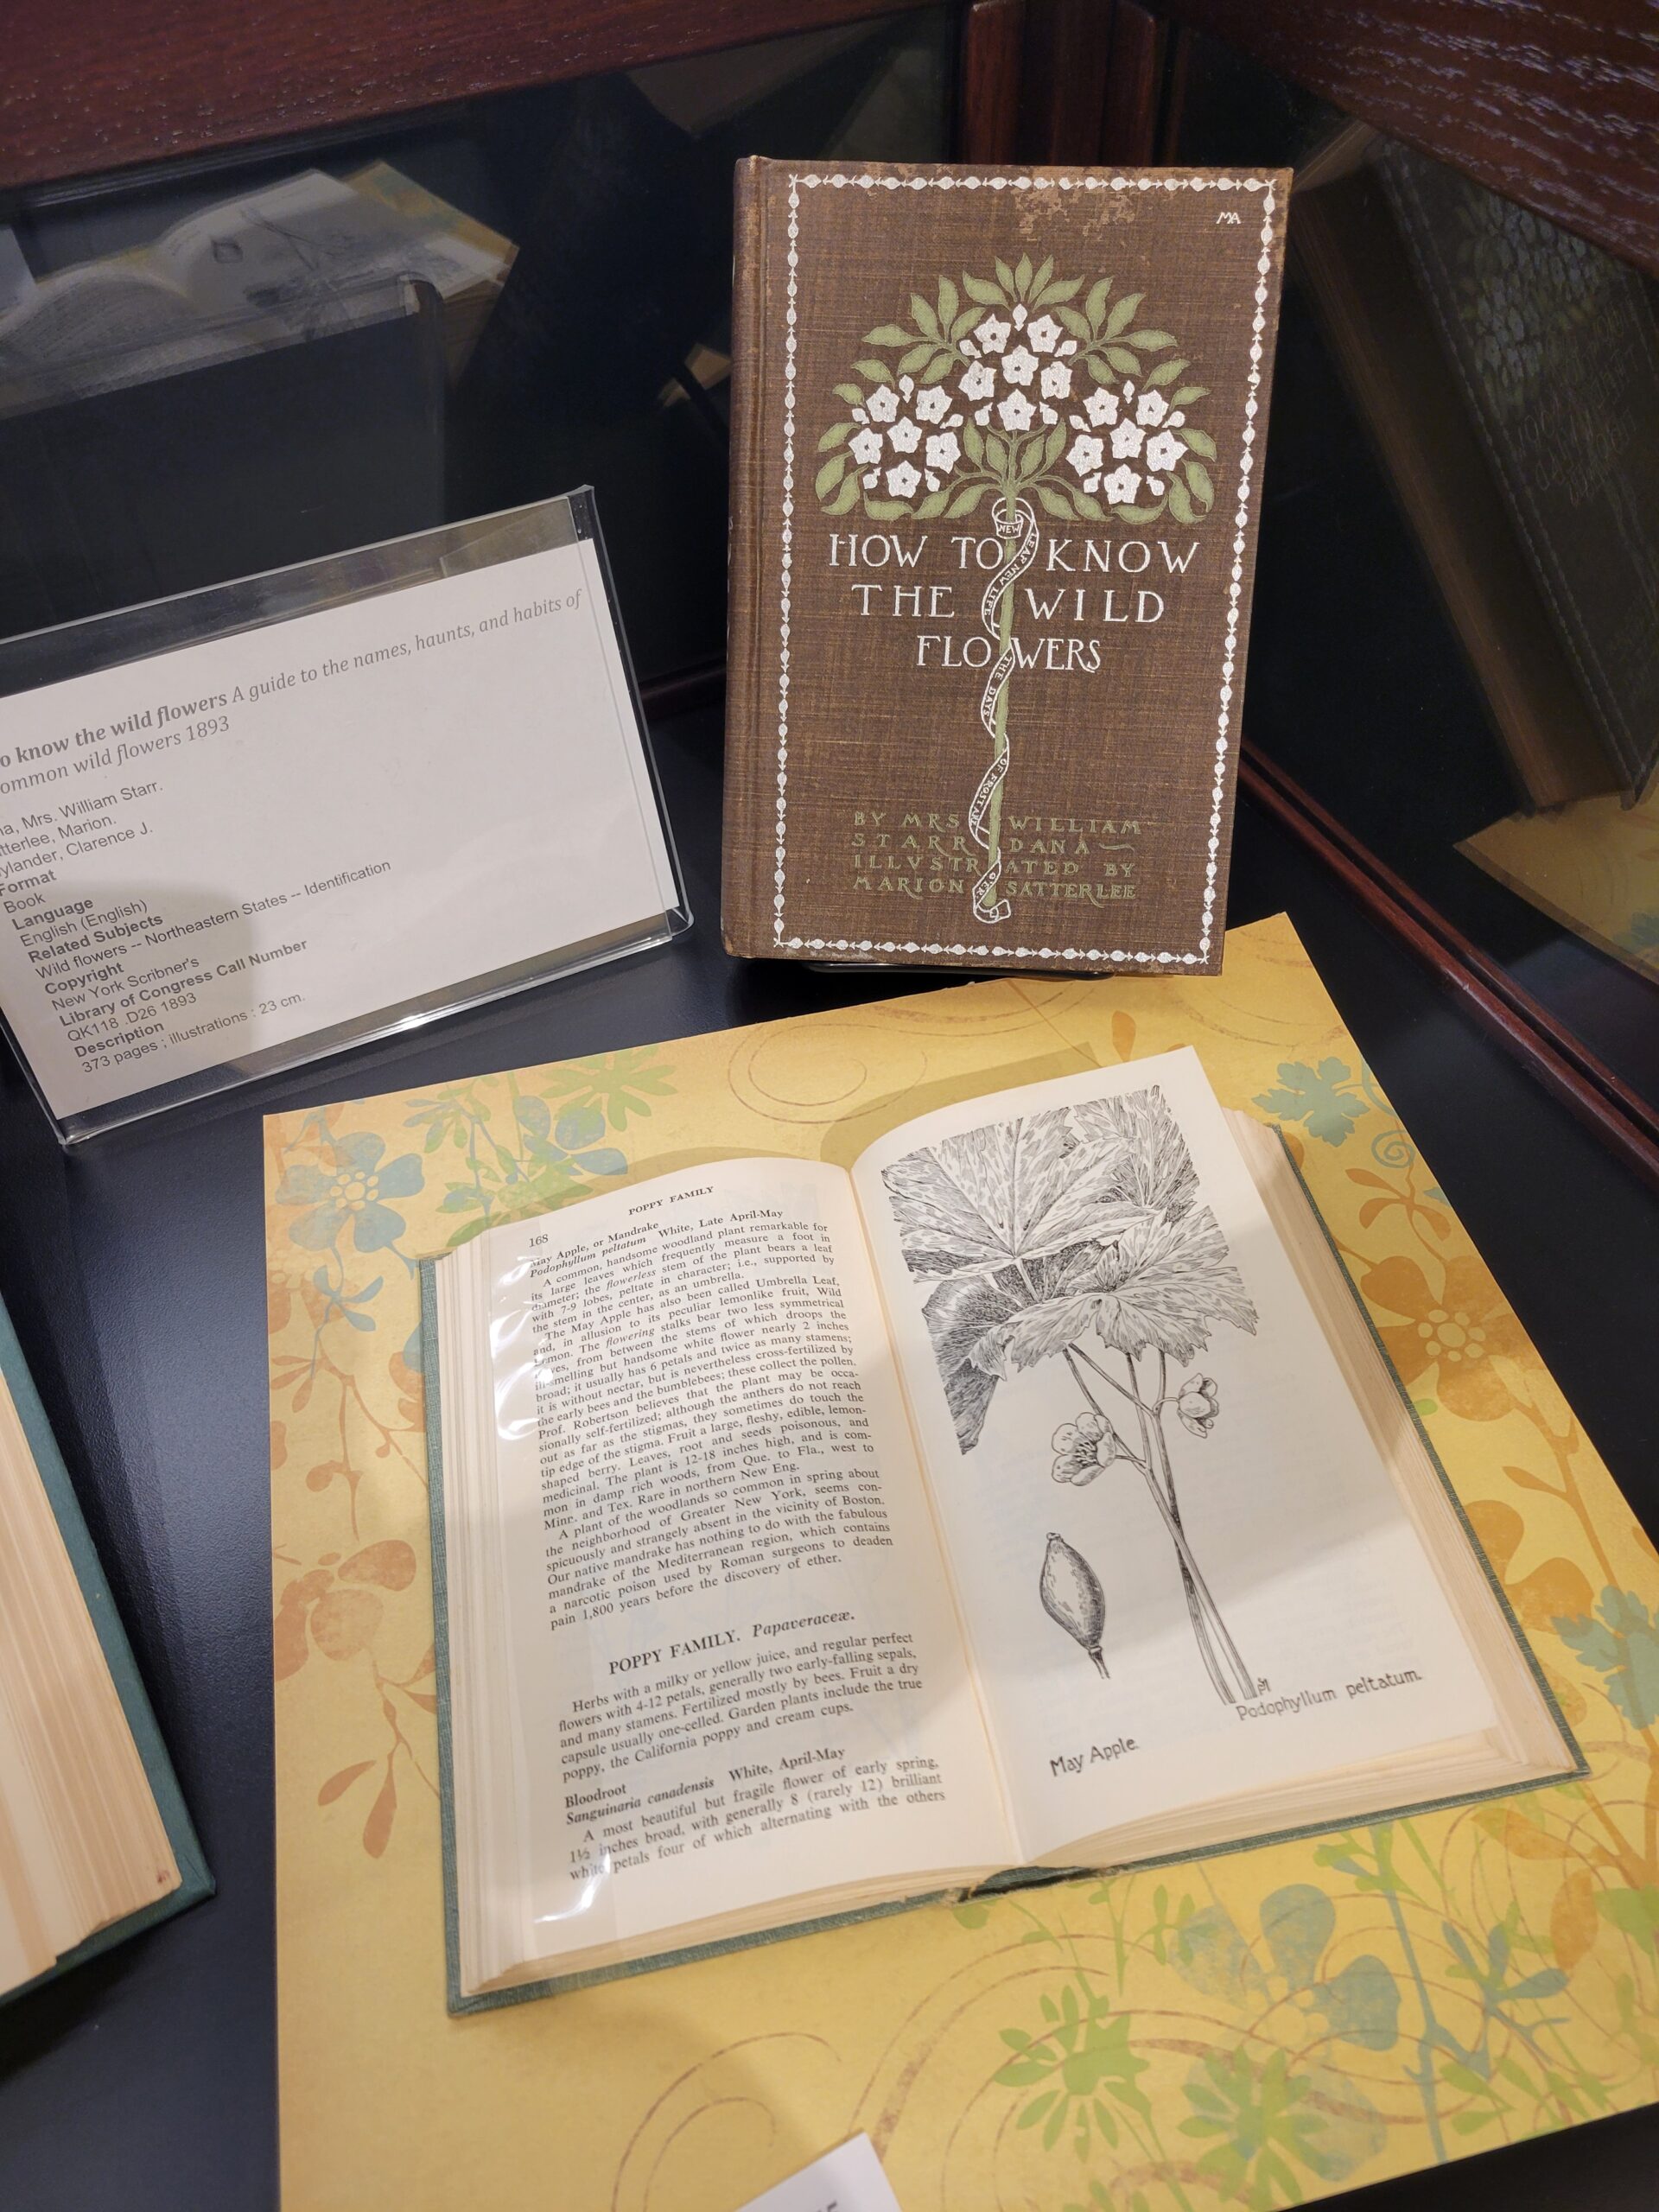 o know the wild flowers A guide to the names, haunts, and habits of
ommon wild flowers 1893
na, Mrs. William Starr.
tterlee, Marion.
ylander, Clarence J.
Format
Book
Language
English (English)
Related Subjects
Wild flowers -- Northeastern States -- Identification
Copyright
New York Scribner's
Library of Congress Call Number
QK118 .D26 1893
Description
373 pages ; illustrations : 23 cm.
MA
HOW TO KNOW
THE WILD
FLOWERS
NEW LEAF NEW LIFE THE DAYS OF FROST ARE OER
BY MRS WILLIAM
STARR DANA
ILLVSTRATED BY
MARION SATTERLEE
168
POPPY FAMILY
May Apple, or Mandrake
Podophyllum peltatum White, Late April-May
A common, handsome woodland plant remarkable for
its large leaves which frequently measure a foot in
diameter; the flowerless stem of the plant bears a leaf
with 7-9 lobes, peltate in character; i.e., supported by
the stem in the center, as an umbrella.
The May Apple has also been called Umbrella Leaf,
and, in allusion to its peculiar lemonlike fruit, Wild
Lemon. The flowering stalks bear two less symmetrical
leaves, from between the stems of which droops the
ill-smelling but handsome white flower nearly 2 inches
broad; it usually has 6 petals and twice as many stamens;
it is without nectar, but is nevertheless cross-fertilized by
the early bees and the bumblebees; these collect the pollen.
Prof. Robertson believes that the plant may be occa-
sionally self-fertilized; although the anthers do not reach
out as far as the stigmas, they sometimes do touch the
tip edge of the stigma. Fruit a large, fleshy, edible, lemon-
shaped berry. Leaves, root and seeds poisonous, and
medicinal. The plant is 12-18 inches high, and is com-
mon in damp rich woods, from Que. to Fla., west to
Minn. and Tex. Rare in northern New Eng.
A plant of the woodlands so common in spring about
the neighborhood of Greater New York, seems con-
spicuously and strangely absent in the vicinity of Boston.
Our native mandrake has nothing to do with the fabulous
mandrake of the Mediterranean region, which contains
a narcotic poison used by Roman surgeons to deaden
pain 1,800 years before the discovery of ether.
POPPY FAMILY. Papaveraceæ.
Herbs with a milky or yellow juice, and regular perfect
flowers with 4-12 petals, generally two early-falling sepals,
and many stamens. Fertilized mostly by bees. Fruit a dry
capsule usually one-celled. Garden plants include the true
poppy, the California poppy and cream cups.
Bloodroot
Sanguinaria canadensis White, April-May
A most beautiful but fragile flower of early spring,
1½ inches broad, with generally 8 (rarely 12) brilliant
white petals four of which alternating with the others
May Apple.
Podophyllum peltatum.